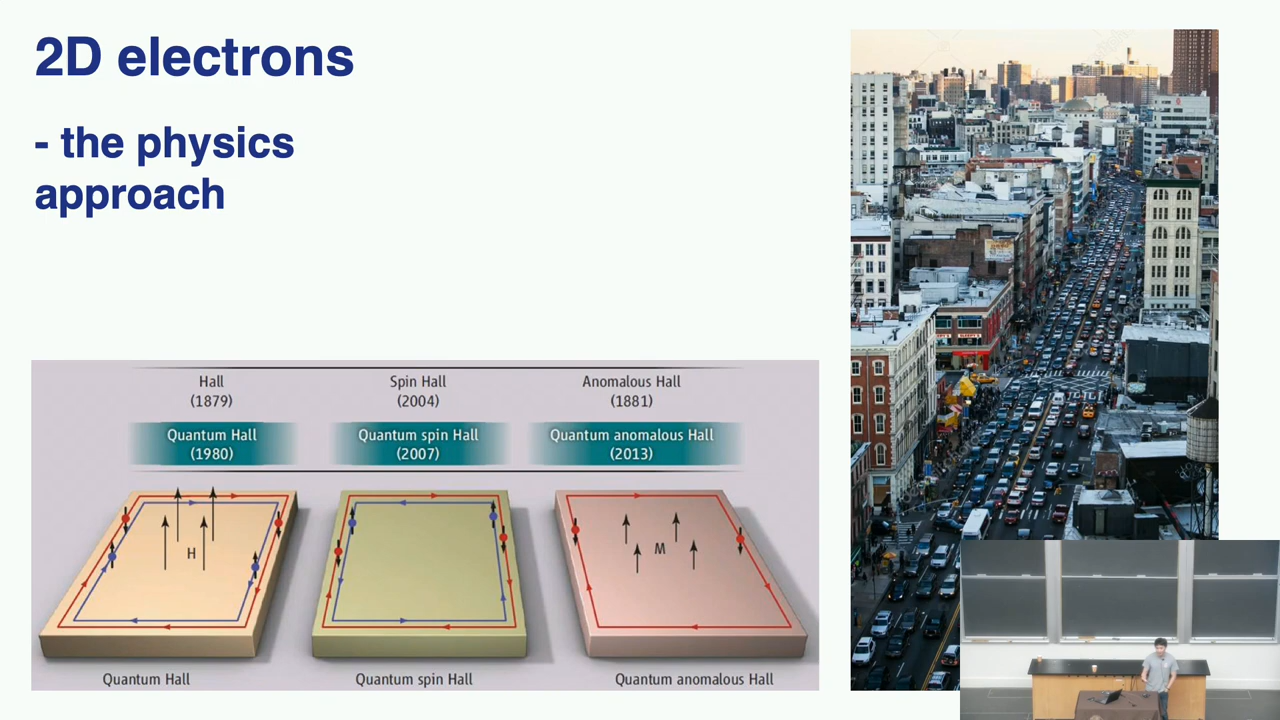 2D electrons
- the physics
approach
Hall
(1879)
Spin Hall
(2004)
Anomalous Hall
(1881)
Quantum Hall
(1980)
Quantum spin Hall
(2007)
Quantum anomalous Hall
(2013)
H
M
Quantum Hall
Quantum spin Hall
Quantum anomalous Hall